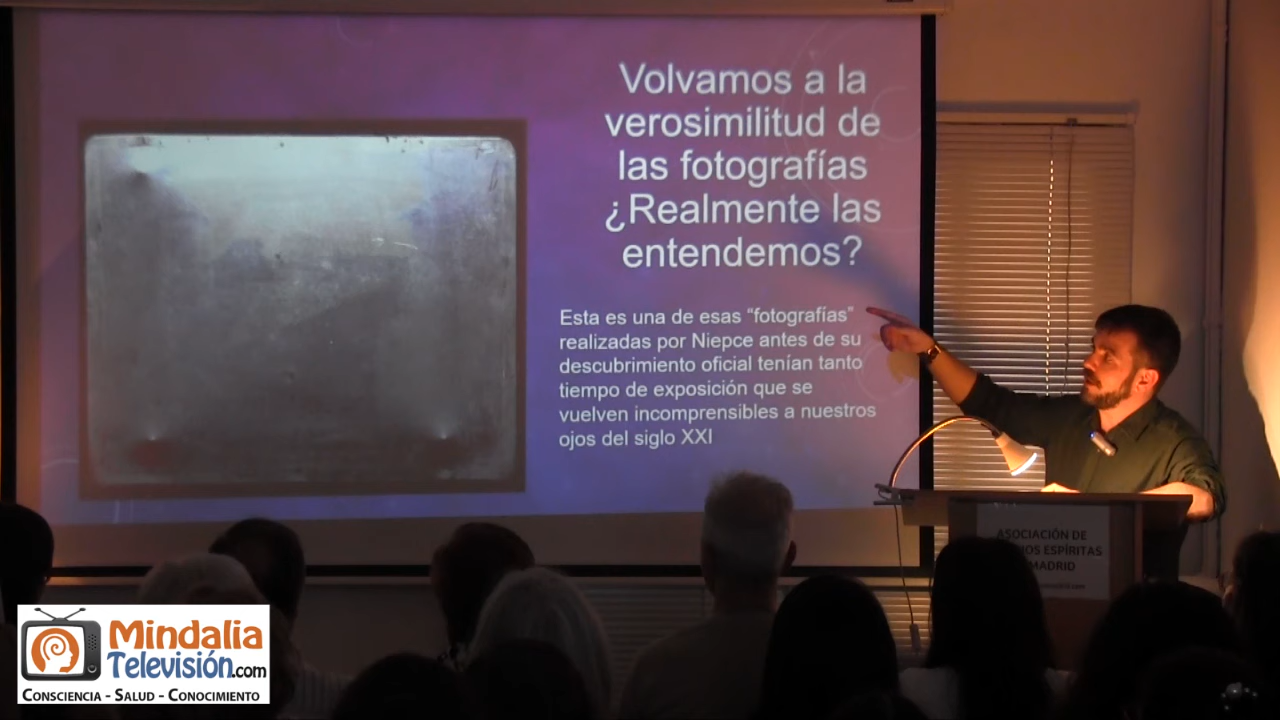 Volvamos a la
verosimilitud de
las fotografías
¿Realmente las
entendemos?
Esta es una de esas “fotografías”
realizadas por Niepce antes de su
descubrimiento oficial tenían tanto
tiempo de exposición que se
vuelven incomprensibles a nuestros
ojos del siglo XXI
ASOCIACIÓN DE
ESPÍRITAS
MADRID
Mindalia
Televisión.com
CONSCIENCIA - SALUD - CONOCIMIENTO